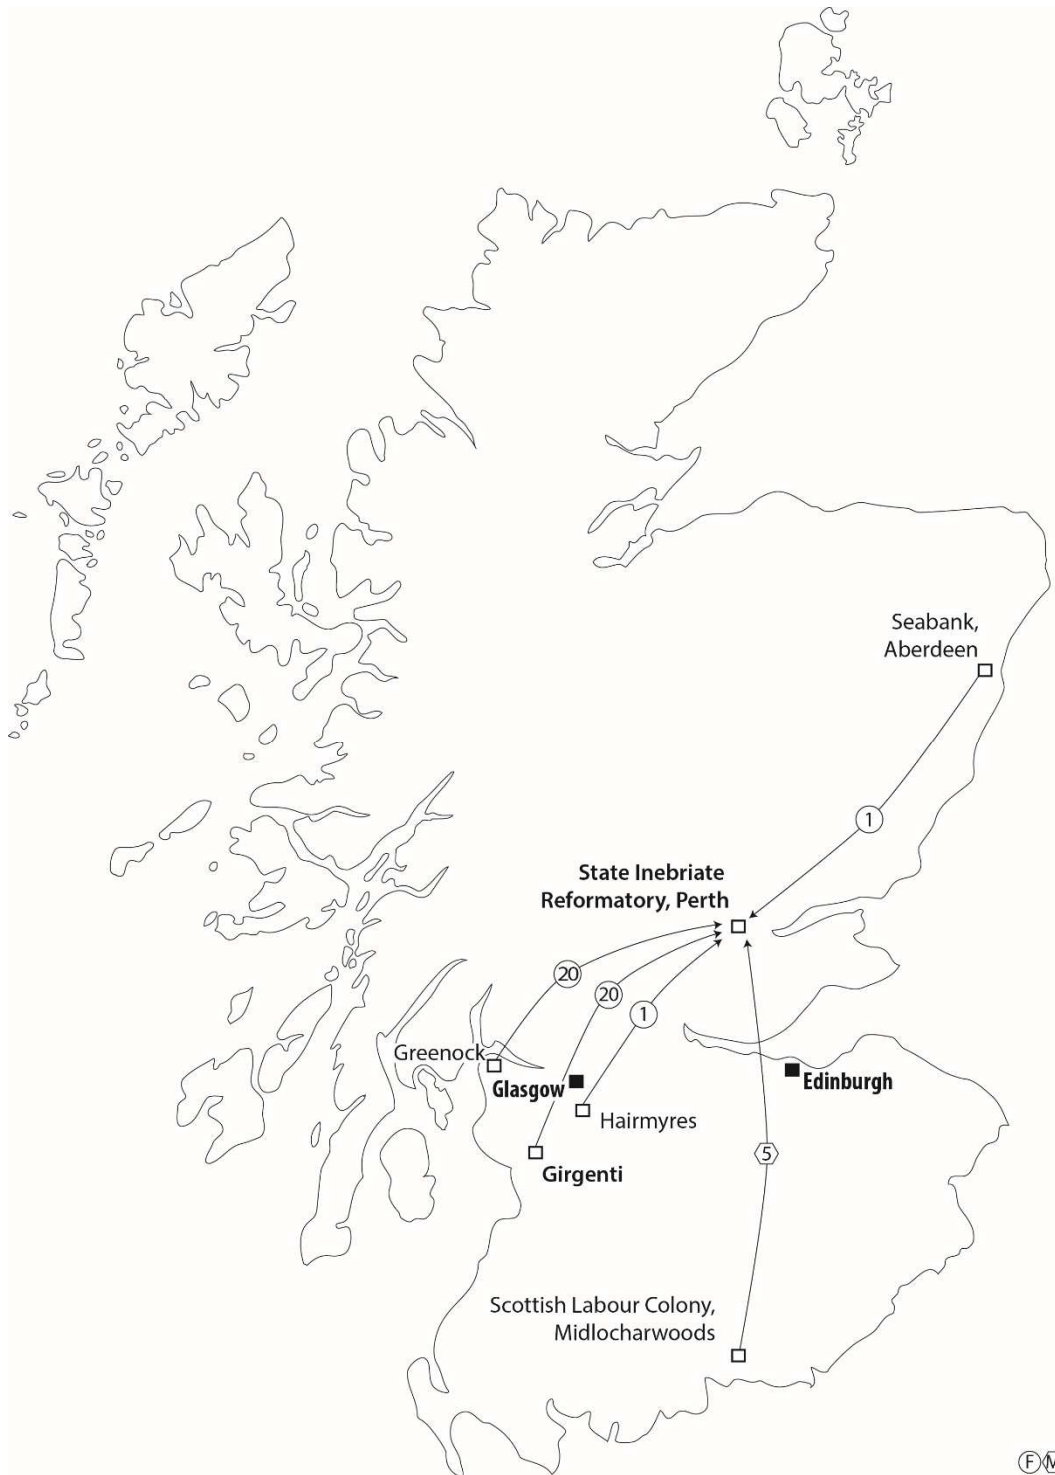 Seabank,
Aberdeen
1
State Inebriate
Reformatory, Perth
20
20
1
Greenock
Glasgow
Edinburgh
Hairmyres
5
Girgenti
Scottish Labour Colony,
Midlocharwoods
F M